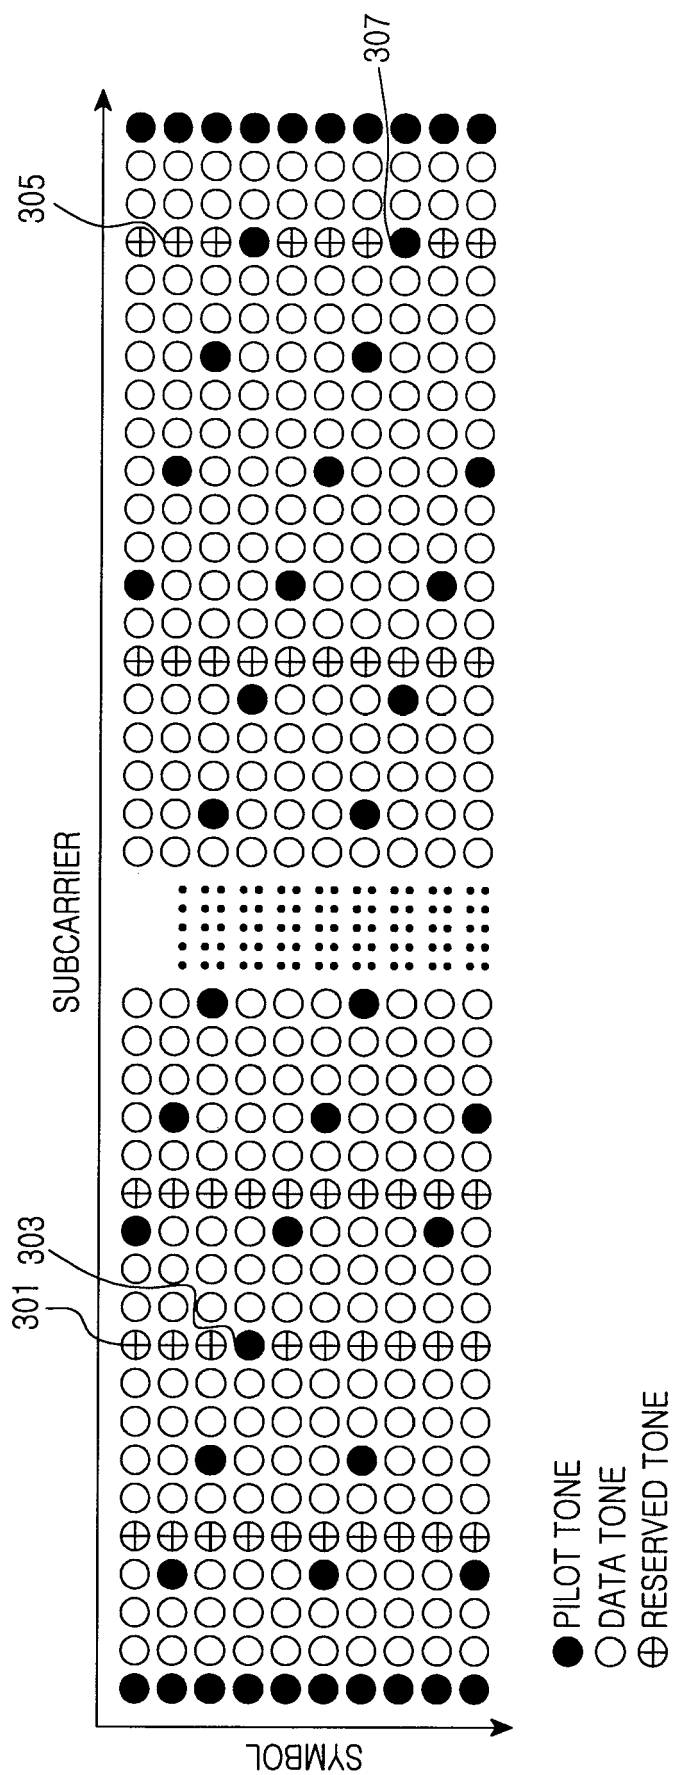 SUBCARRIER
SYMBOL
301
303
305
307
PILOT TONE
DATA TONE
RESERVED TONE